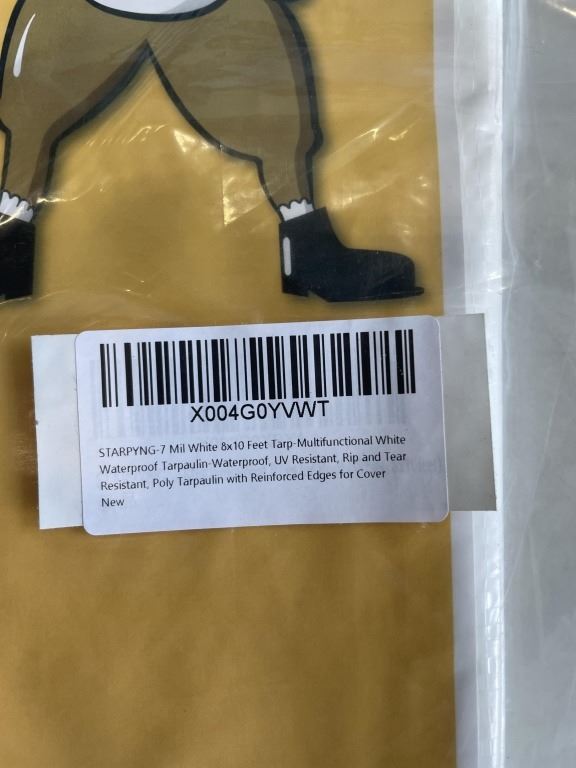 X004G0YVWT
STARPYNG-7 Mil White 8x10 Feet Tarp-Multifunctional White
Waterproof Tarpaulin-Waterproof, UV Resistant, Rip and Tear
Resistant, Poly Tarpaulin with Reinforced Edges for Cover
New